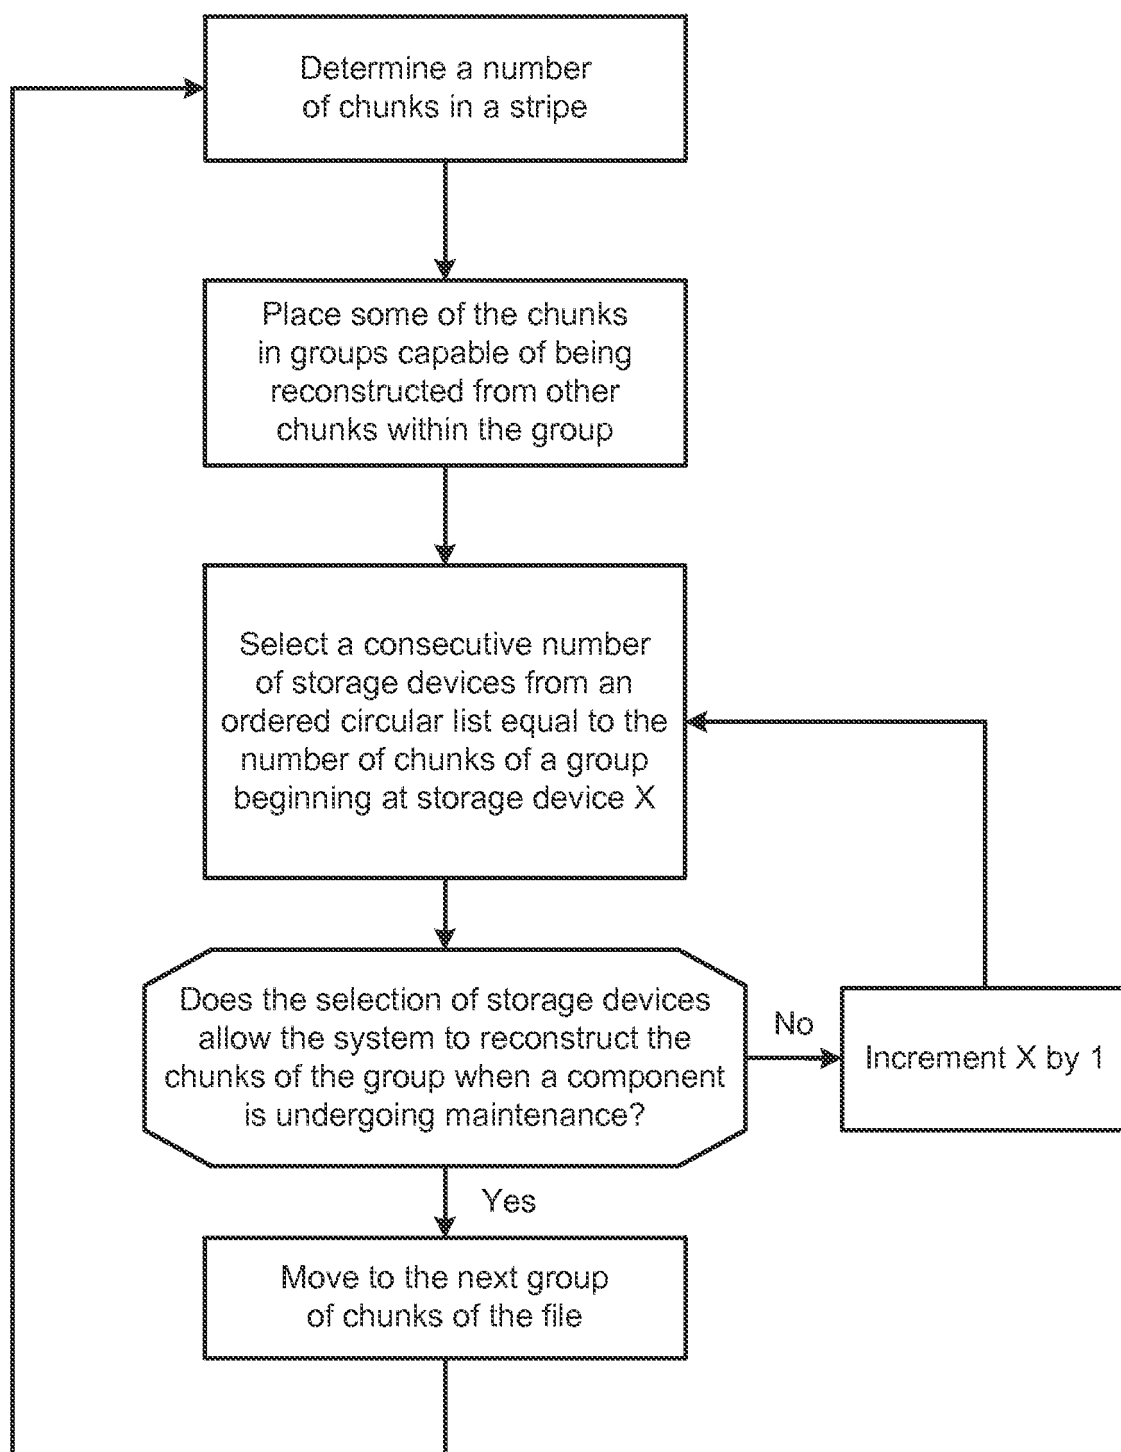 Determine a number
of chunks in a stripe
Place some of the chunks
in groups capable of being
reconstructed from other
chunks within the group
Select a consecutive number
of storage devices from an
ordered circular list equal to the
number of chunks of a group
beginning at storage device X
Does the selection of storage devices
allow the system to reconstruct the
chunks of the group when a component
is undergoing maintenance?
No
Increment X by 1
Yes
Move to the next group
of chunks of the file